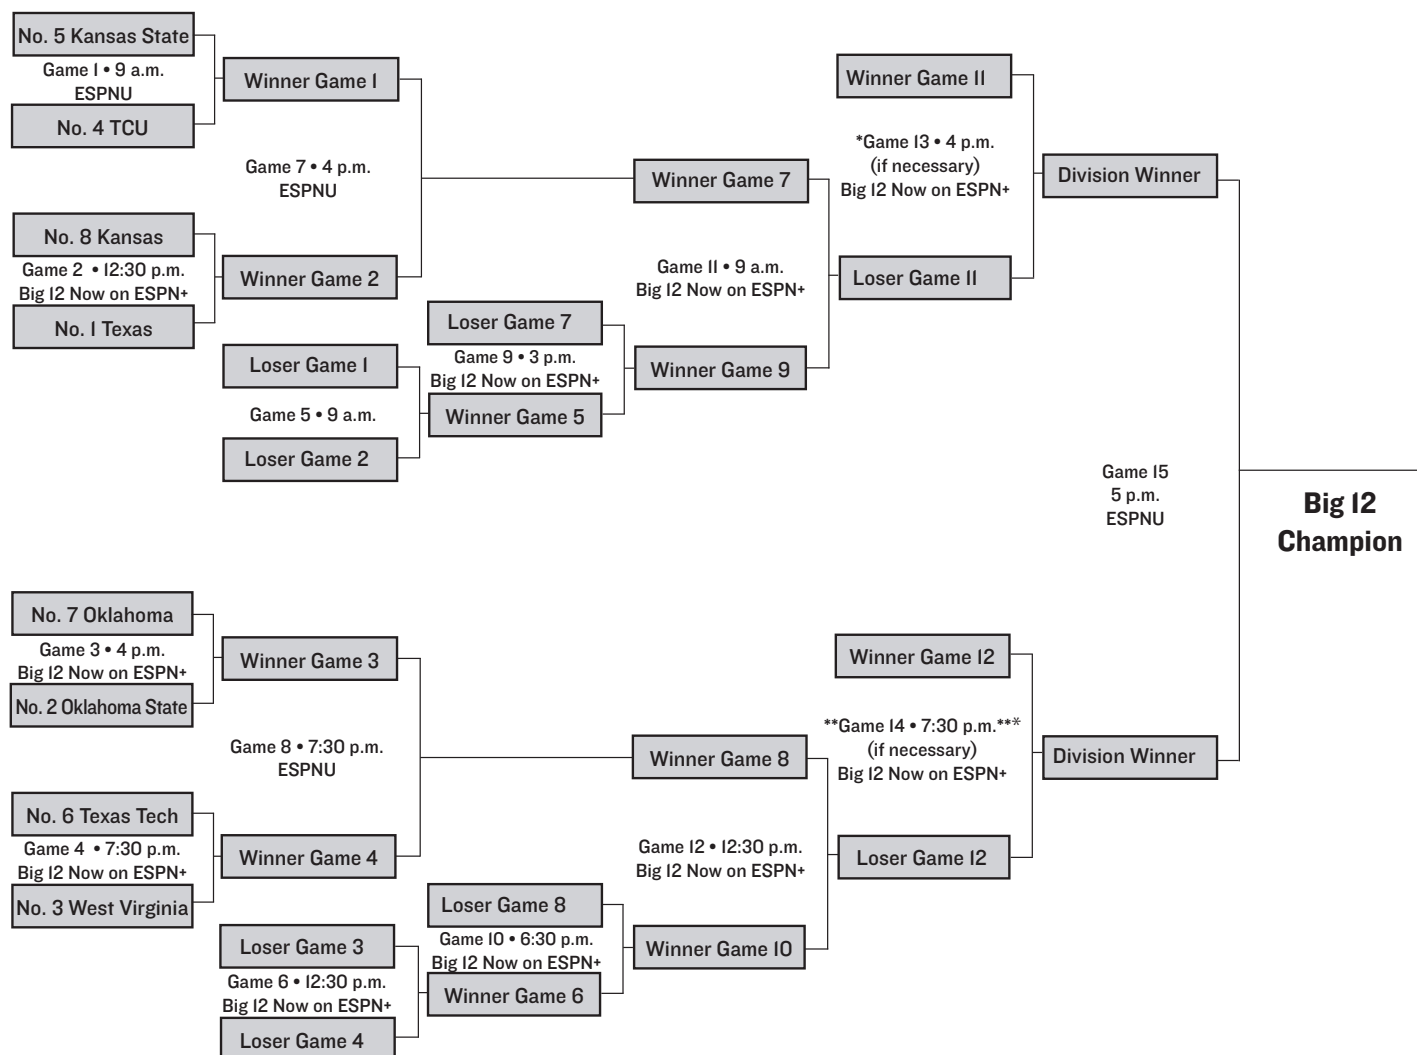 No. 5 Kansas State
Game 1 • 9 a.m.
ESPNU
No. 4 TCU
Winner Game 1
Game 7 • 4 p.m.
ESPNU
No. 8 Kansas
Game 2 • 12:30 p.m.
Big 12 Now on ESPN+
No. 1 Texas
Winner Game 2
Loser Game 1
Game 5 • 9 a.m.
Loser Game 2
Loser Game 7
Game 9 • 3 p.m.
Big 12 Now on ESPN+
Winner Game 5
Winner Game 7
Game 11 • 9 a.m.
Big 12 Now on ESPN+
Winner Game 9
Winner Game 11
*Game 13 • 4 p.m.
(if necessary)
Big 12 Now on ESPN+
Loser Game 11
Division Winner
Game 15
5 p.m.
ESPNU
Big 12
Champion
No. 7 Oklahoma
Game 3 • 4 p.m.
Big 12 Now on ESPN+
No. 2 Oklahoma State
Winner Game 3
Game 8 • 7:30 p.m.
ESPNU
No. 6 Texas Tech
Game 4 • 7:30 p.m.
Big 12 Now on ESPN+
No. 3 West Virginia
Winner Game 4
Loser Game 3
Game 6 • 12:30 p.m.
Big 12 Now on ESPN+
Loser Game 4
Loser Game 8
Game 10 • 6:30 p.m.
Big 12 Now on ESPN+
Winner Game 6
Winner Game 8
Game 12 • 12:30 p.m.
Big 12 Now on ESPN+
Winner Game 10
Winner Game 12
**Game 14 • 7:30 p.m.***
(if necessary)
Big 12 Now on ESPN+
Loser Game 12
Division Winner